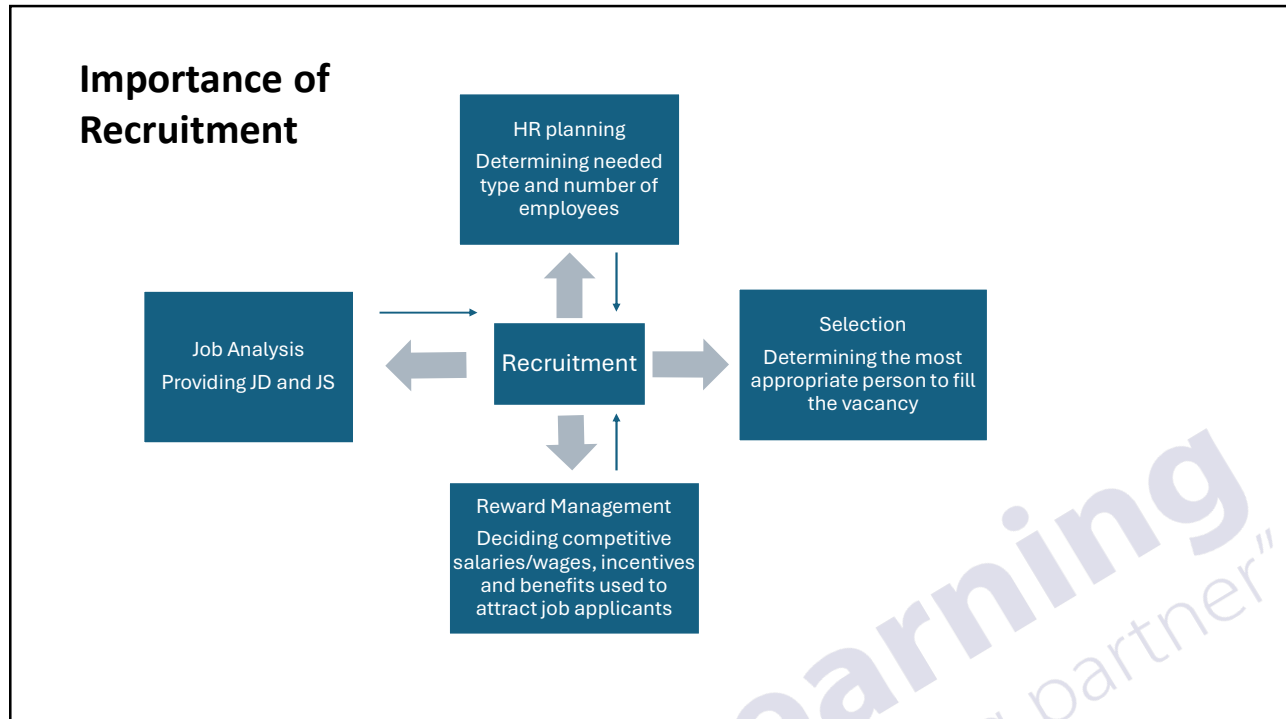 Importance of
Recruitment
HR planning
Determining needed
type and number of
employees
Job Analysis
Providing JD and JS
Recruitment
Selection
Determining the most
appropriate person to fill
the vacancy
Reward Management
Deciding competitive
salaries/wages, incentives
and benefits used to
attract job applicants
earning
partner”